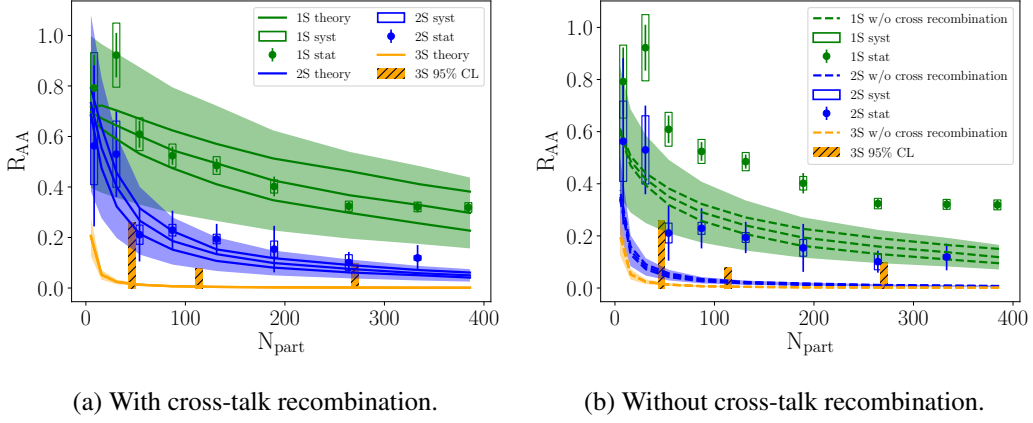 1S theory
1S syst
1S stat
2S theory
2S syst
2S stat
3S theory
3S 95% CL
R_AA
1.0
0.8
0.6
0.4
0.2
0.0
0
100
200
300
400
N_part
(a) With cross-talk recombination.
1S w/o cross recombination
1S syst
1S stat
2S w/o cross recombination
2S syst
2S stat
3S w/o cross recombination
3S 95% CL
R_AA
1.0
0.8
0.6
0.4
0.2
0.0
0
100
200
300
400
N_part
(b) Without cross-talk recombination.